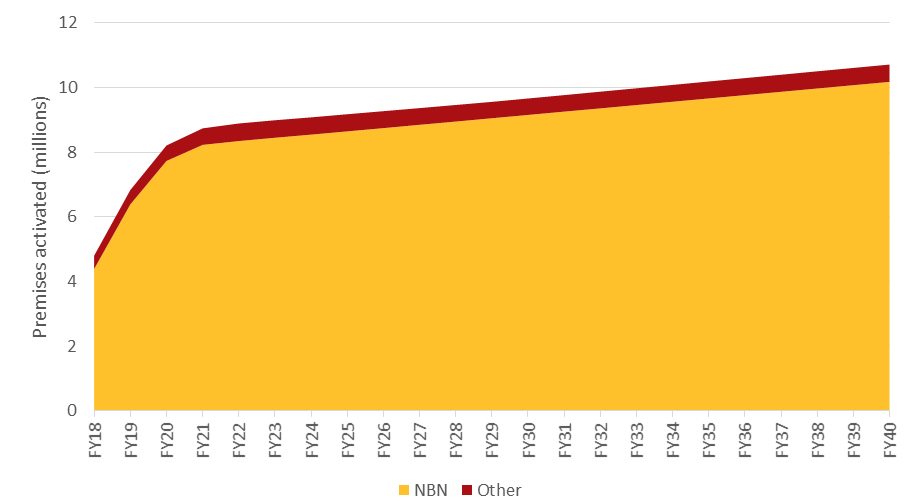 Premises activated (millions)
12
10
8
6
4
2
0
FY18 FY19 FY20 FY21 FY22 FY23 FY24 FY25 FY26 FY27 FY28 FY29 FY30 FY31 FY32 FY33 FY34 FY35 FY36 FY37 FY38 FY39 FY40
NBN Other